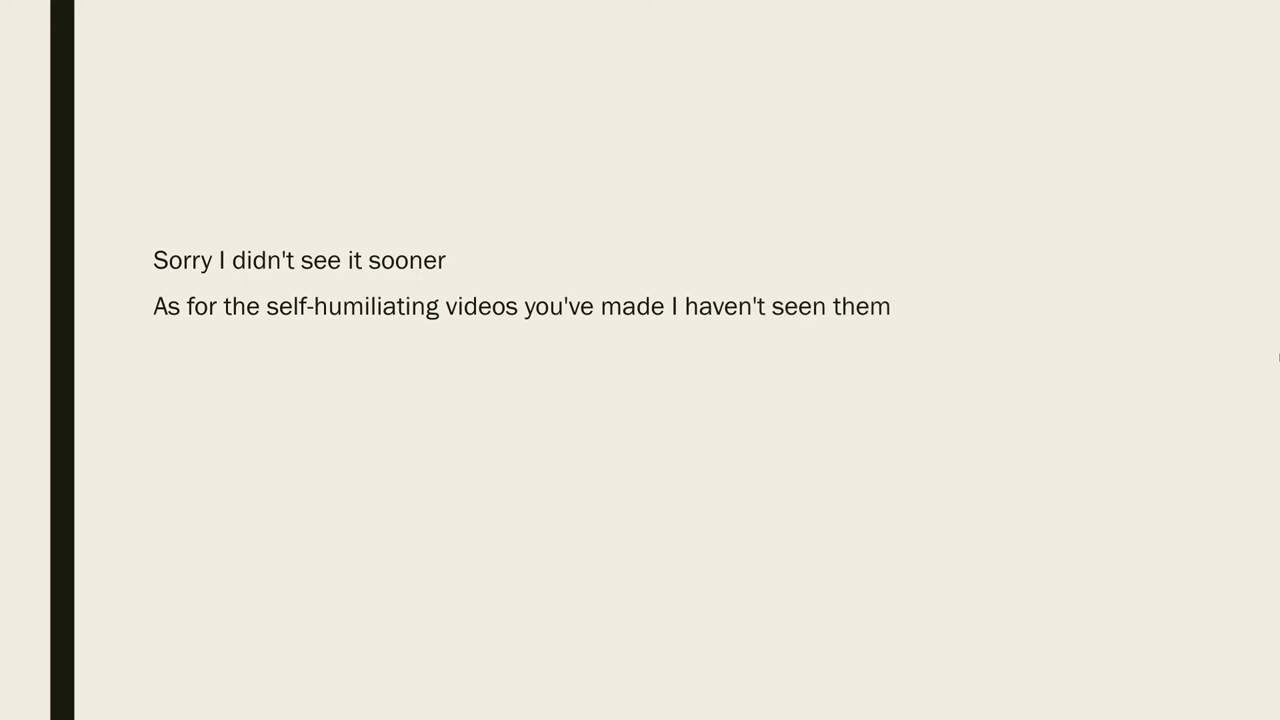 Sorry I didn't see it sooner
As for the self-humiliating videos you've made I haven't seen them